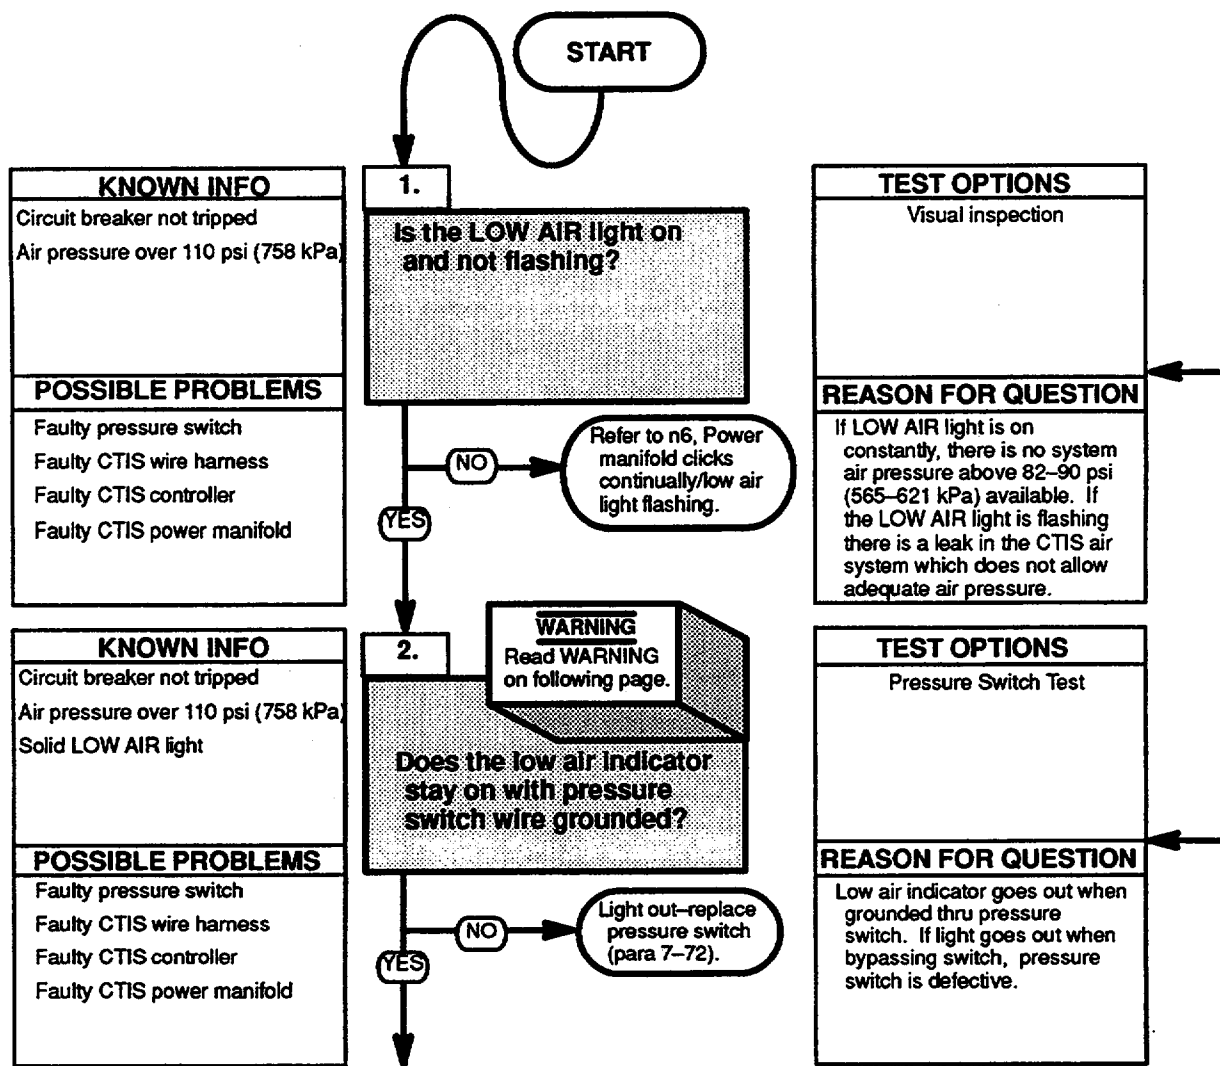 START
KNOWN INFO
Circuit breaker not tripped
Air pressure over 110 psi (758 kPa)
POSSIBLE PROBLEMS
Faulty pressure switch
Faulty CTIS wire harness
Faulty CTIS controller
Faulty CTIS power manifold
1.
Is the LOW AIR light on
and not flashing?
NO
Refer to n6, Power
manifold clicks
continually/low air
light flashing.
YES
TEST OPTIONS
Visual inspection
REASON FOR QUESTION
If LOW AIR light is on
constantly, there is no system
air pressure above 82–90 psi
(565–621 kPa) available. If
the LOW AIR light is flashing
there is a leak in the CTIS air
system which does not allow
adequate air pressure.
KNOWN INFO
Circuit breaker not tripped
Air pressure over 110 psi (758 kPa)
Solid LOW AIR light
POSSIBLE PROBLEMS
Faulty pressure switch
Faulty CTIS wire harness
Faulty CTIS controller
Faulty CTIS power manifold
2.
WARNING
Read WARNING
on following page.
Does the low air indicator
stay on with pressure
switch wire grounded?
NO
Light out–replace
pressure switch
(para 7–72).
YES
TEST OPTIONS
Pressure Switch Test
REASON FOR QUESTION
Low air indicator goes out when
grounded thru pressure
switch. If light goes out when
bypassing switch, pressure
switch is defective.